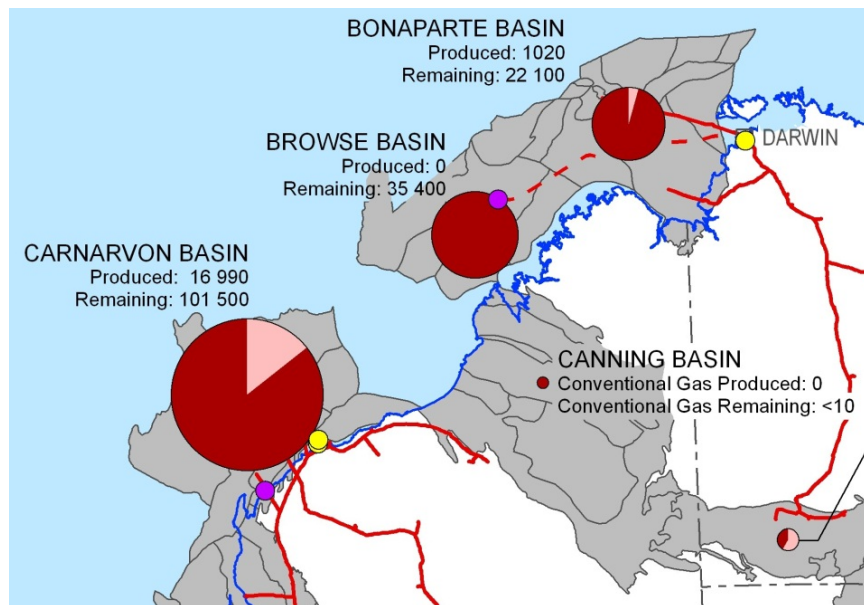 BONAPARTE BASIN
Produced: 1020
Remaining: 22 100
BROWSE BASIN
Produced: 0
Remaining: 35 400
DARWIN
CARNARVON BASIN
Produced: 16 990
Remaining: 101 500
CANNING BASIN
Conventional Gas Produced: 0
Conventional Gas Remaining: <10